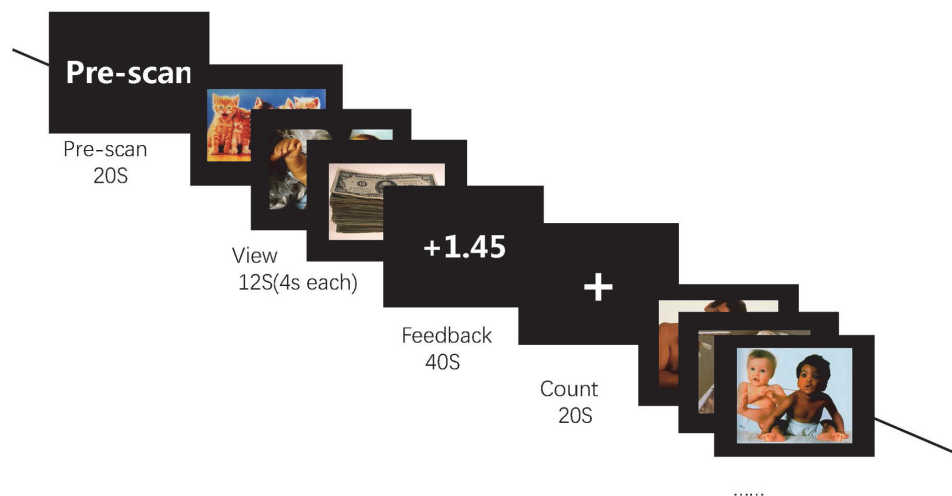 Pre-scan
Pre-scan
20S
View
12S(4s each)
+1.45
Feedback
40S
+
Count
20S
......